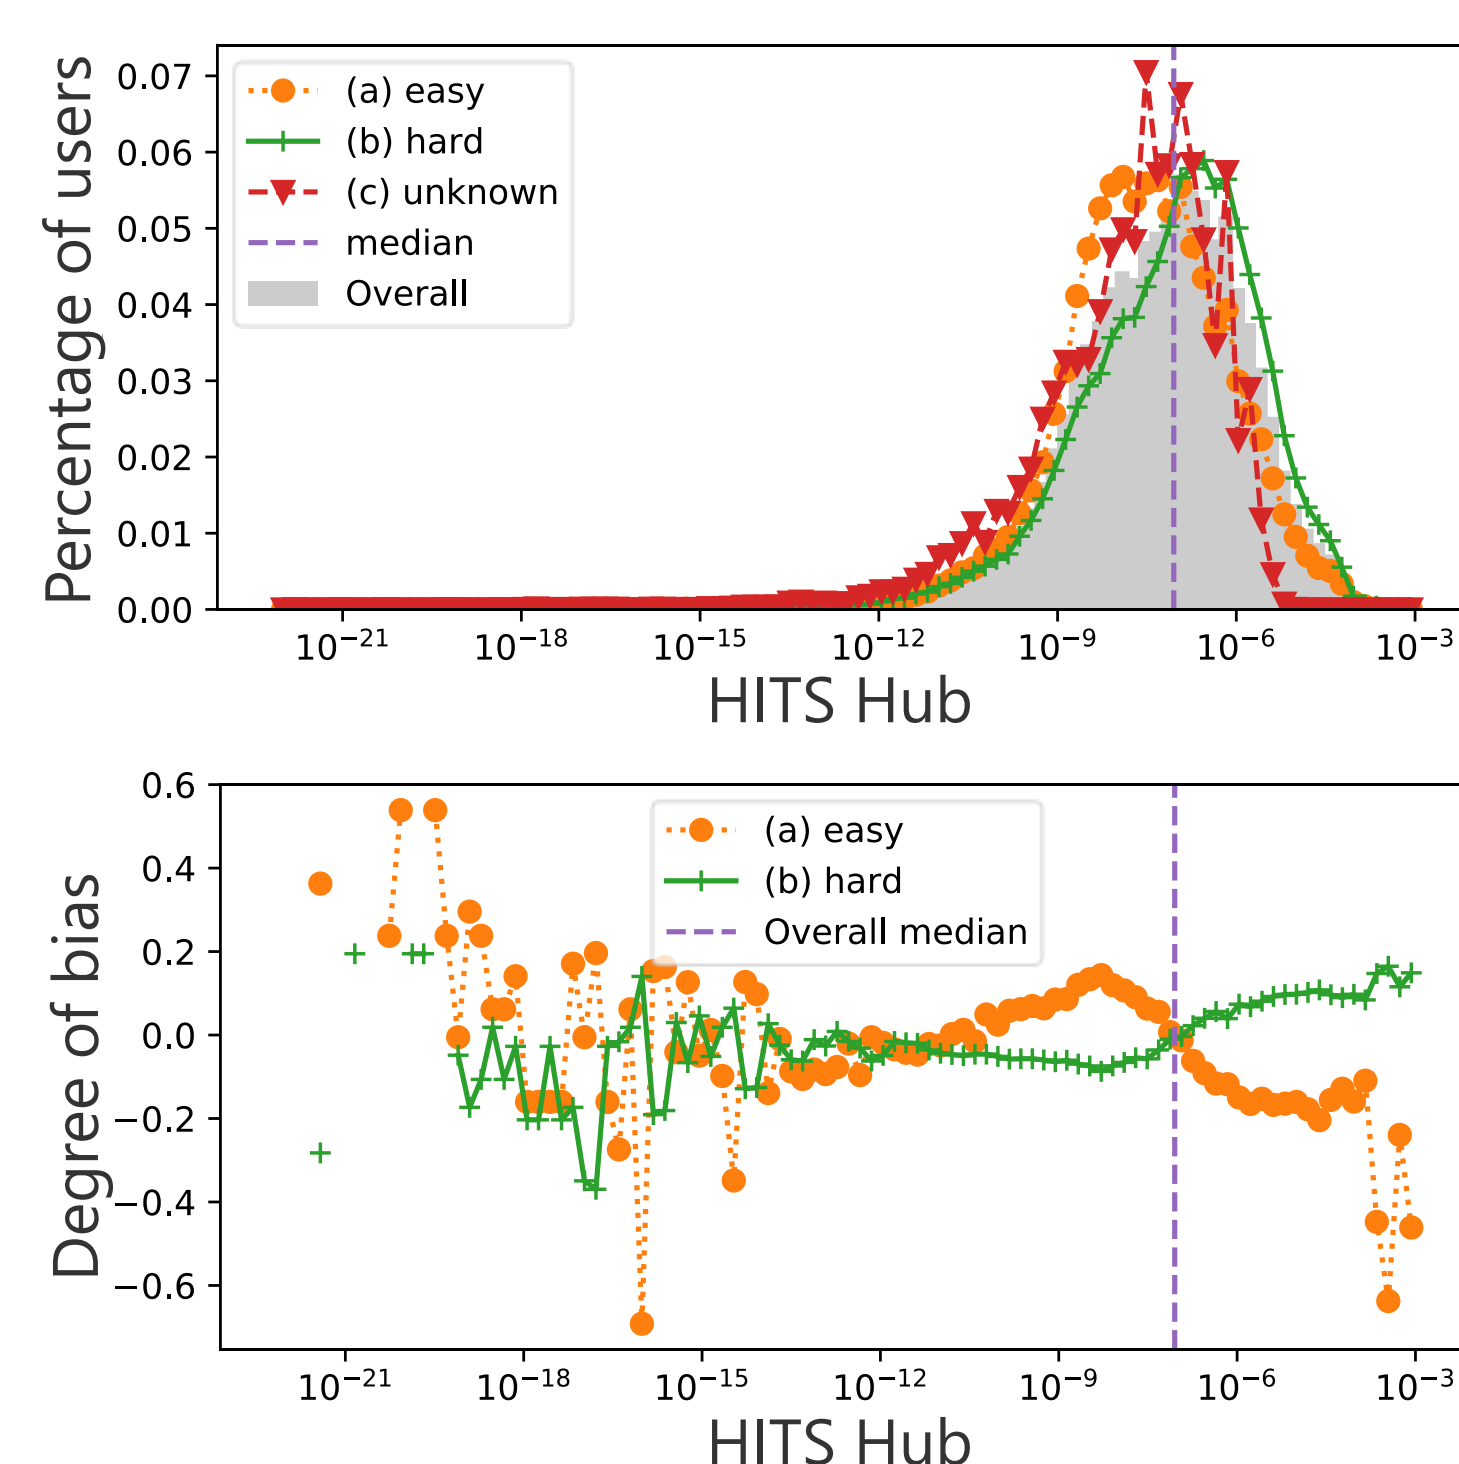 Percentage of users
0.07
0.06
0.05
0.04
0.03
0.02
0.01
0.00
(a) easy
(b) hard
(c) unknown
median
Overall
10⁻²¹ 10⁻¹⁸ 10⁻¹⁵ 10⁻¹² 10⁻⁹ 10⁻⁶ 10⁻³
HITS Hub
Degree of bias
0.6
0.4
0.2
0.0
−0.2
−0.4
−0.6
(a) easy
(b) hard
Overall median
10⁻²¹ 10⁻¹⁸ 10⁻¹⁵ 10⁻¹² 10⁻⁹ 10⁻⁶ 10⁻³
HITS Hub